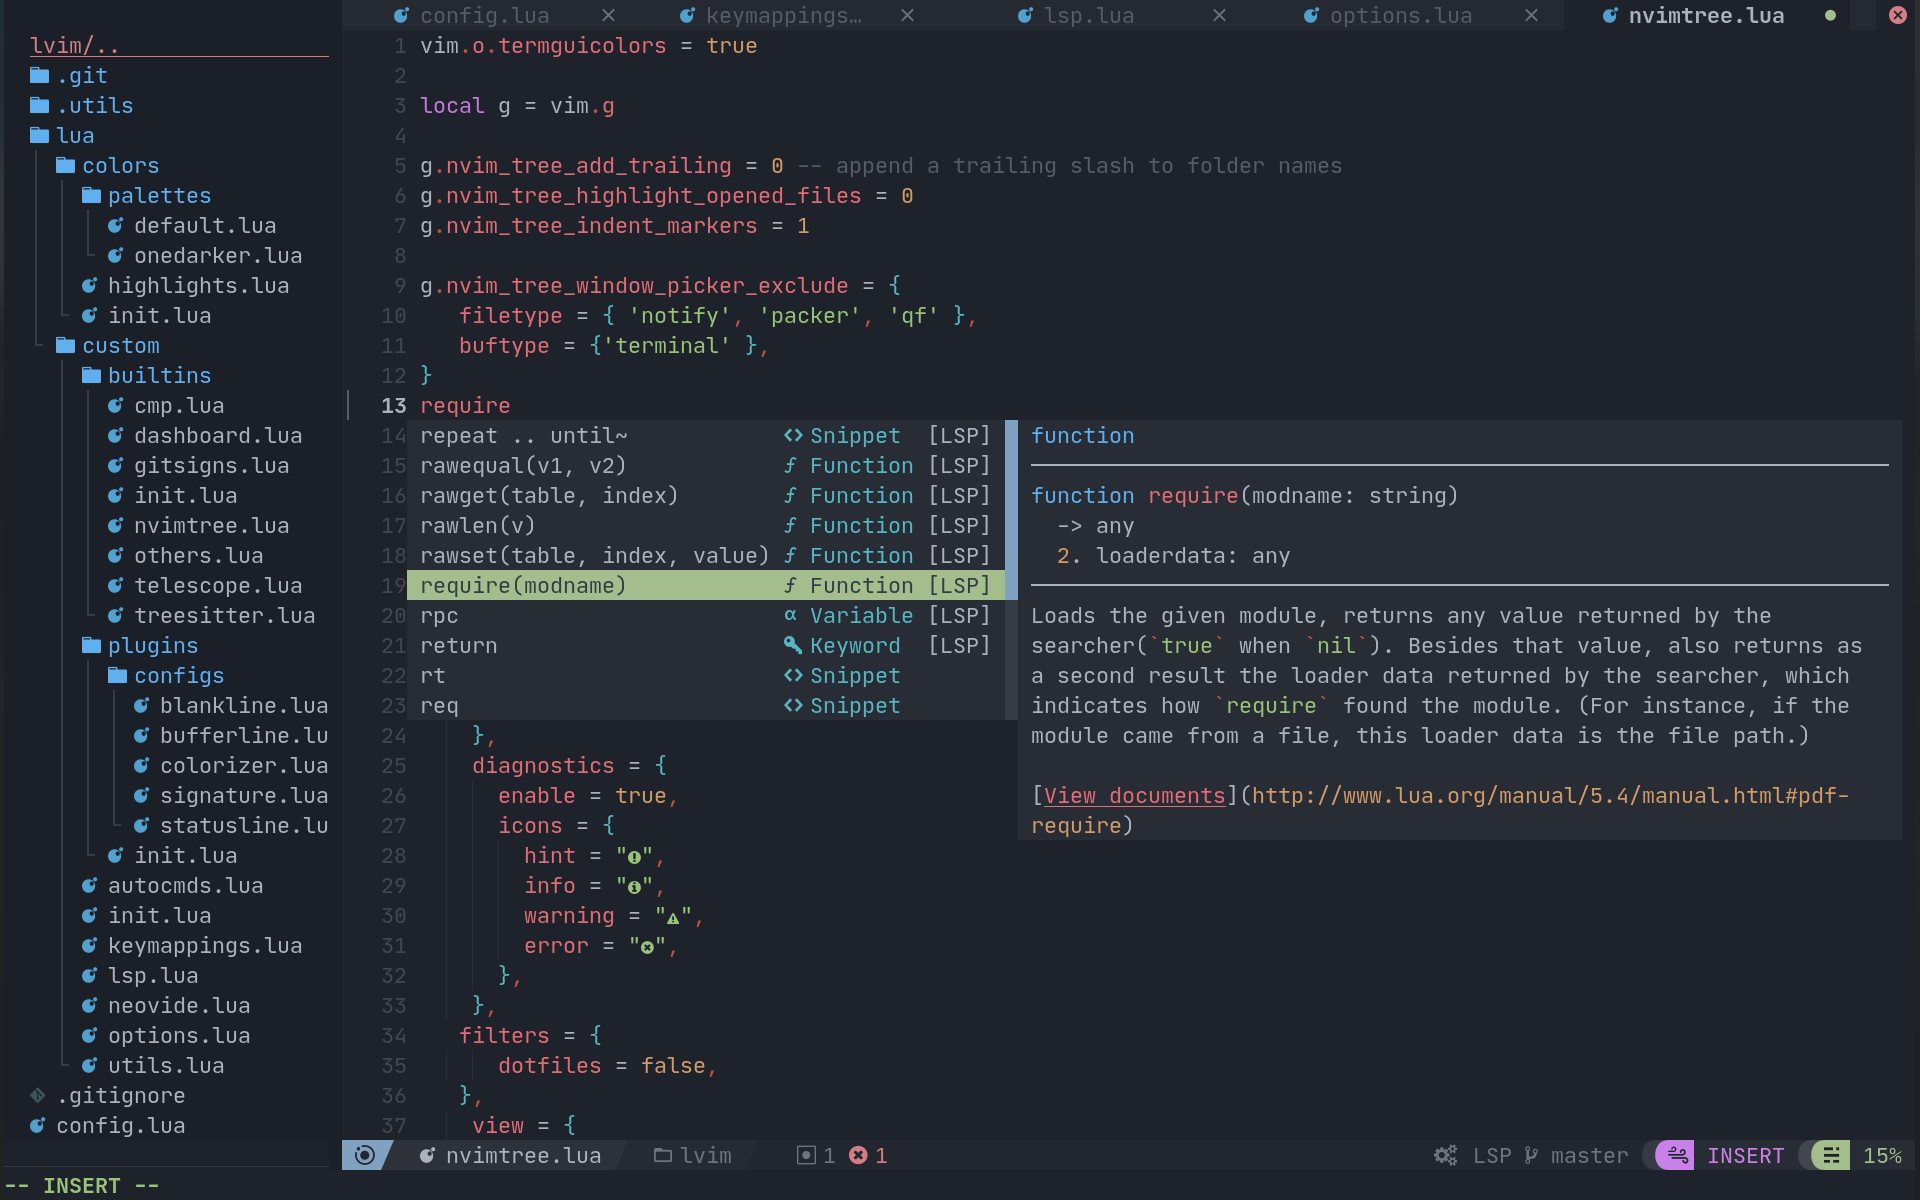 config.lua
keymappings…
lsp.lua
options.lua
nvimtree.lua
lvim/..
.git
.utils
lua
colors
palettes
default.lua
onedarker.lua
highlights.lua
init.lua
custom
builtins
cmp.lua
dashboard.lua
gitsigns.lua
init.lua
nvimtree.lua
others.lua
telescope.lua
treesitter.lua
plugins
configs
blankline.lua
bufferline.lu
colorizer.lua
signature.lua
statusline.lu
init.lua
autocmds.lua
init.lua
keymappings.lua
lsp.lua
neovide.lua
options.lua
utils.lua
.gitignore
config.lua
1 vim.o.termguicolors = true
2
3 local g = vim.g
4
5 g.nvim_tree_add_trailing = 0 -- append a trailing slash to folder names
6 g.nvim_tree_highlight_opened_files = 0
7 g.nvim_tree_indent_markers = 1
8
9 g.nvim_tree_window_picker_exclude = {
10 filetype = { 'notify', 'packer', 'qf' },
11 buftype = {'terminal' },
12 }
13 require
14 repeat .. until~ Snippet [LSP]
15 rawequal(v1, v2) Function [LSP]
16 rawget(table, index) Function [LSP]
17 rawlen(v) Function [LSP]
18 rawset(table, index, value) Function [LSP]
19 require(modname) Function [LSP]
20 rpc Variable [LSP]
21 return Keyword [LSP]
22 rt Snippet
23 req Snippet
24 },
25 diagnostics = {
26 enable = true,
27 icons = {
28 hint = "",
29 info = "",
30 warning = "",
31 error = "",
32 },
33 },
34 filters = {
35 dotfiles = false,
36 },
37 view = {
function
function require(modname: string)
-> any
2. loaderdata: any
Loads the given module, returns any value returned by the
searcher(`true` when `nil`). Besides that value, also returns as
a second result the loader data returned by the searcher, which
indicates how `require` found the module. (For instance, if the
module came from a file, this loader data is the file path.)
[View documents](http://www.lua.org/manual/5.4/manual.html#pdf-
require)
nvimtree.lua lvim 1 1 LSP master INSERT 15%
-- INSERT --